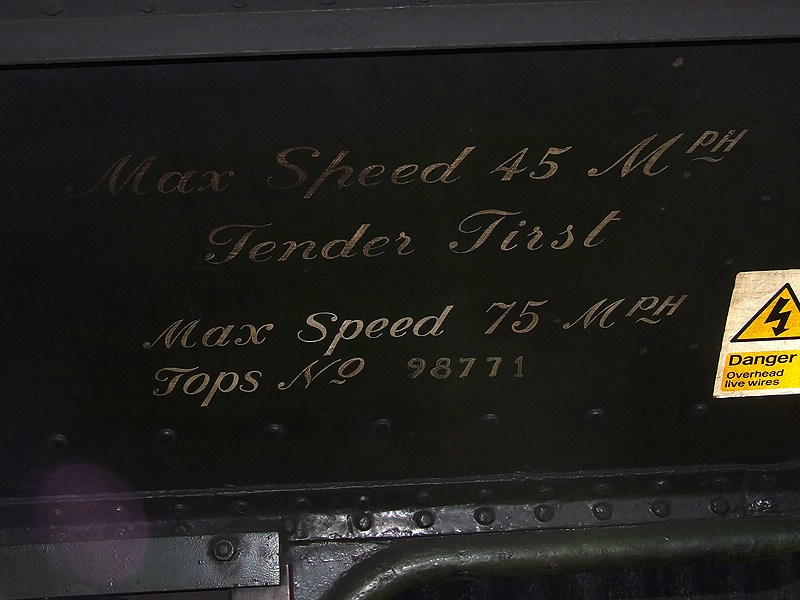 Max Speed 45 MPH
Tender First
Max Speed 75 MPH
Tops No 98771
Danger
Overhead
live wires